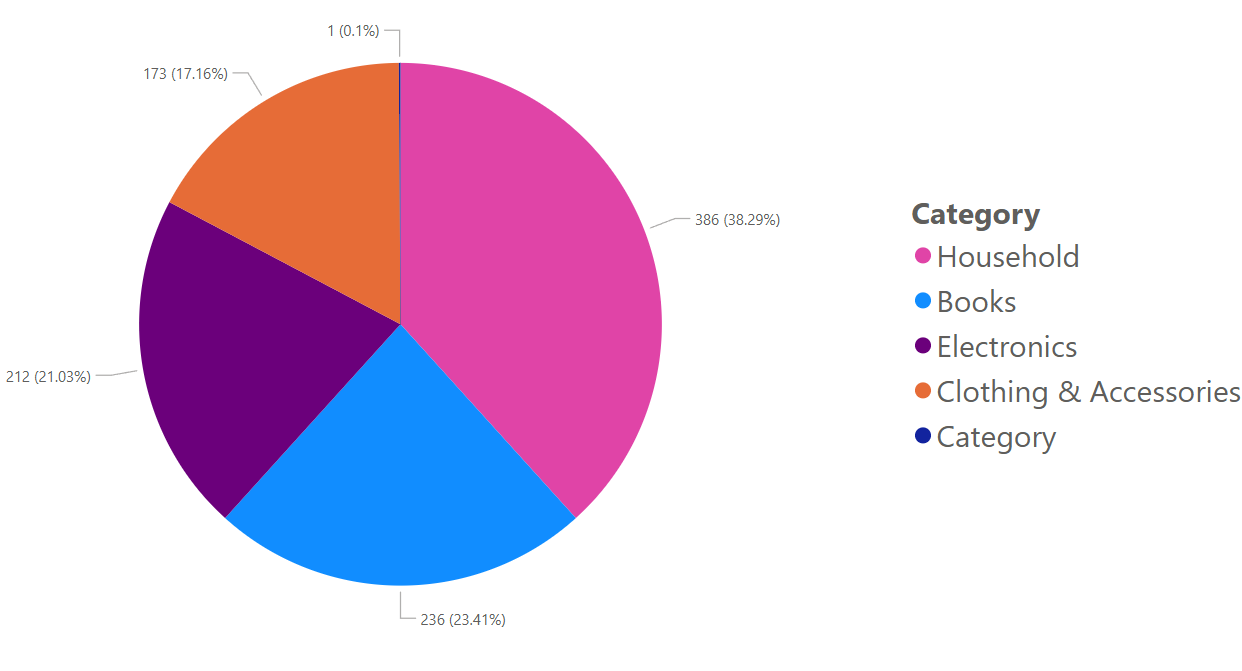 1 (0.1%)
173 (17.16%)
386 (38.29%)
212 (21.03%)
236 (23.41%)
Category
Household
Books
Electronics
Clothing & Accessories
Category